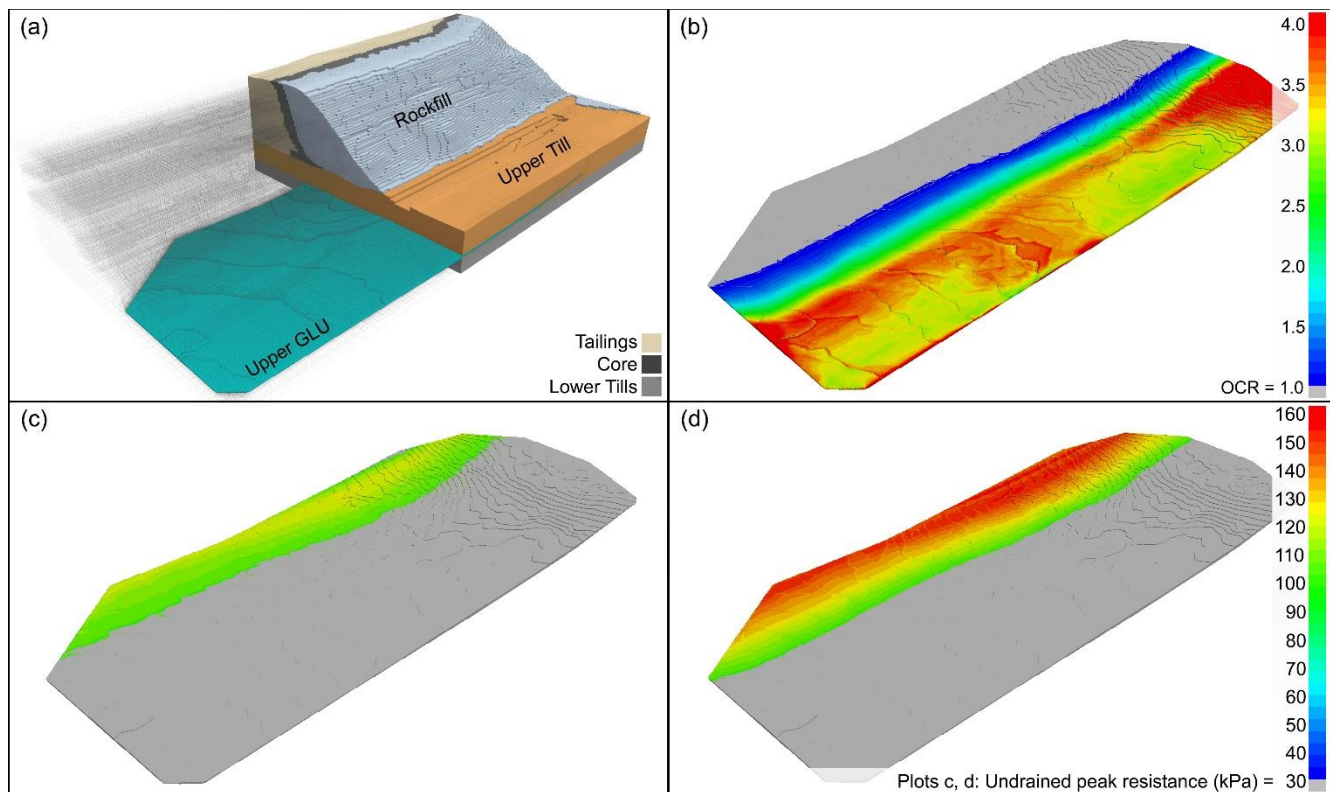 (a)
Rockfill
Upper Till
Upper GLU
Tailings
Core
Lower Tills
(b)
4.0
3.5
3.0
2.5
2.0
1.5
OCR = 1.0
(c)
(d)
160
150
140
130
120
110
100
90
80
70
60
50
40
Plots c, d: Undrained peak resistance (kPa) = 30